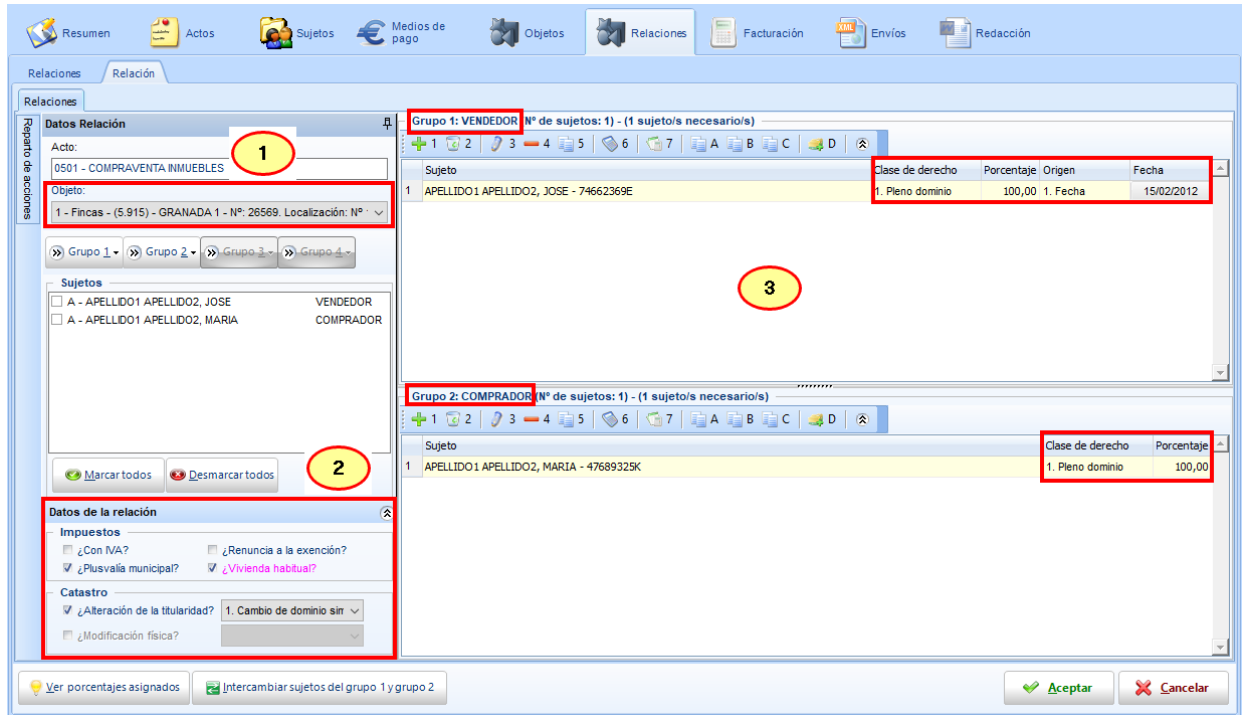 Resumen
Actos
Sujetos
Medios de pago
Objetos
Relaciones
Facturación
Envíos
Redacción
Relaciones
Relación
Relaciones
Reparto de acciones
Datos Relación
1
Acto:
0501 - COMPRAVENTA INMUEBLES
Objeto:
1 - Fincas - (5.915) - GRANADA 1 - Nº: 26569. Localización: Nº
Grupo 1
Grupo 2
Grupo 3
Grupo 4
Sujetos
A - APELLIDO1 APELLIDO2, JOSE VENDEDOR
A - APELLIDO1 APELLIDO2, MARIA COMPRADOR
Marcar todos
Desmarcar todos
2
Datos de la relación
Impuestos
¿Con IVA? ¿Renuncia a la exención?
¿Plusvalía municipal? ¿Vivienda habitual?
Catastro
¿Alteración de la titularidad? 1. Cambio de dominio sin
¿Modificación física?
Grupo 1: VENDEDOR (Nº de sujetos: 1) - (1 sujeto/s necesario/s)
1 2 3 4 5 6 7 A B C D
Sujeto Clase de derecho Porcentaje Origen Fecha
1 APELLIDO1 APELLIDO2, JOSE - 74662369E 1. Pleno dominio 100,00 1. Fecha 15/02/2012
3
Grupo 2: COMPRADOR (Nº de sujetos: 1) - (1 sujeto/s necesario/s)
1 2 3 4 5 6 7 A B C D
Sujeto Clase de derecho Porcentaje
1 APELLIDO1 APELLIDO2, MARIA - 47689325K 1. Pleno dominio 100,00
Ver porcentajes asignados
Intercambiar sujetos del grupo 1 y grupo 2
Aceptar
Cancelar